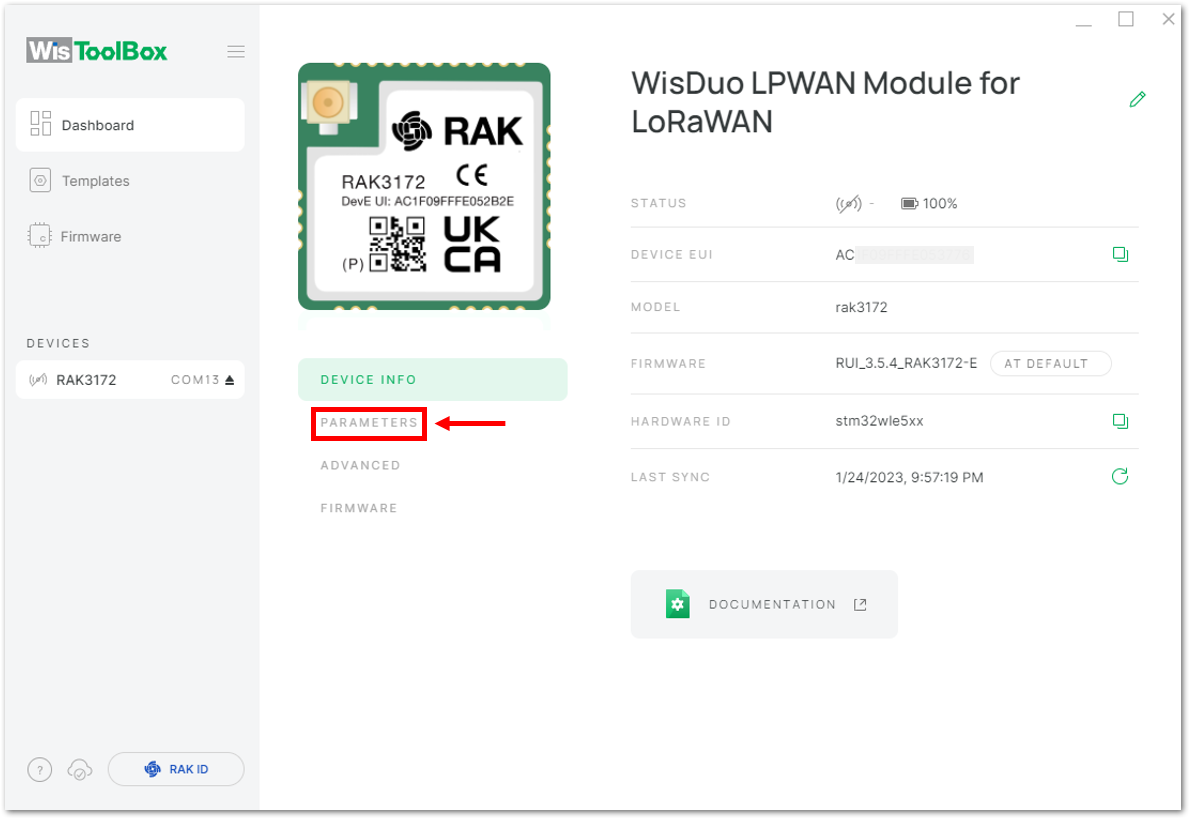 WisToolBox
Dashboard
Templates
Firmware
DEVICES
RAK3172 COM13
? RAK ID
RAK
RAK3172 CE
DevE UI: AC1F09FFFE052B2E
UK
CA
(P)
DEVICE INFO
PARAMETERS
ADVANCED
FIRMWARE
WisDuo LPWAN Module for
LoRaWAN
STATUS - 100%
DEVICE EUI AC
MODEL rak3172
FIRMWARE RUI_3.5.4_RAK3172-E AT DEFAULT
HARDWARE ID stm32wle5xx
LAST SYNC 1/24/2023, 9:57:19 PM
DOCUMENTATION